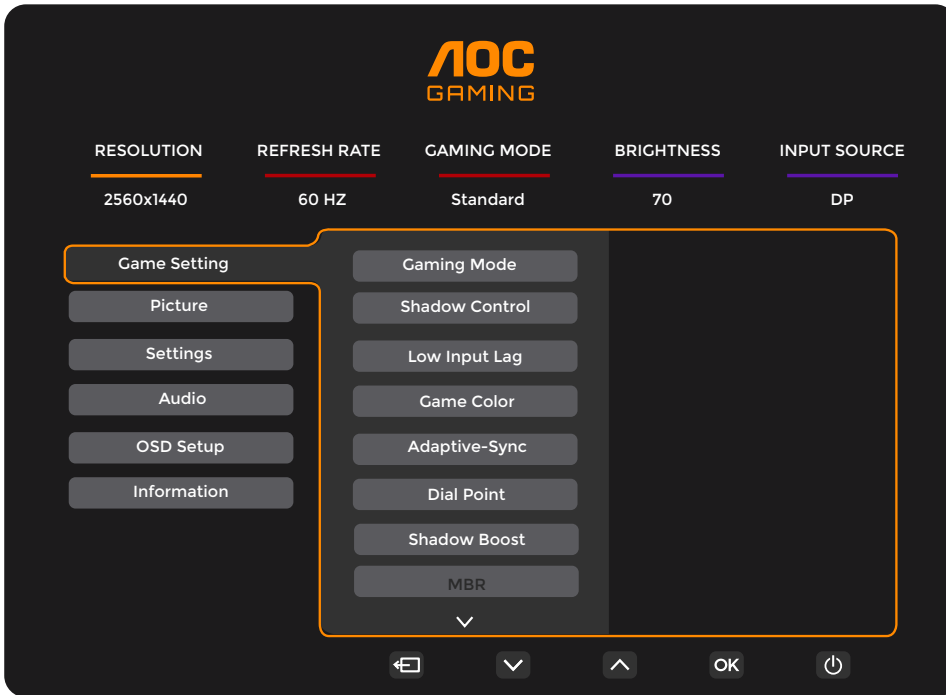 AOC
GAMING
RESOLUTION REFRESH RATE GAMING MODE BRIGHTNESS INPUT SOURCE
2560x1440 60 HZ Standard 70 DP
Game Setting
Picture
Settings
Audio
OSD Setup
Information
Gaming Mode
Shadow Control
Low Input Lag
Game Color
Adaptive-Sync
Dial Point
Shadow Boost
MBR
OK